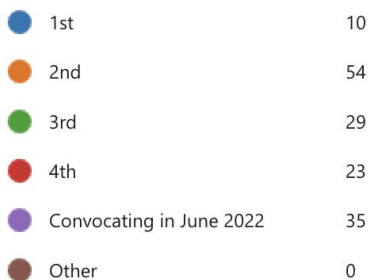 1st 10
2nd 54
3rd 29
4th 23
Convocating in June 2022 35
Other 0